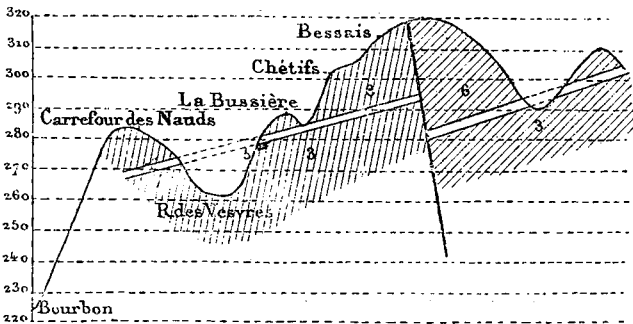 320
310
300
290
280
270
260
250
240
230
220
Bessais
Chétifs
La Bussière
Carrefour des Nauds
R. des Vesvres
Bourbon
3
3
6
3